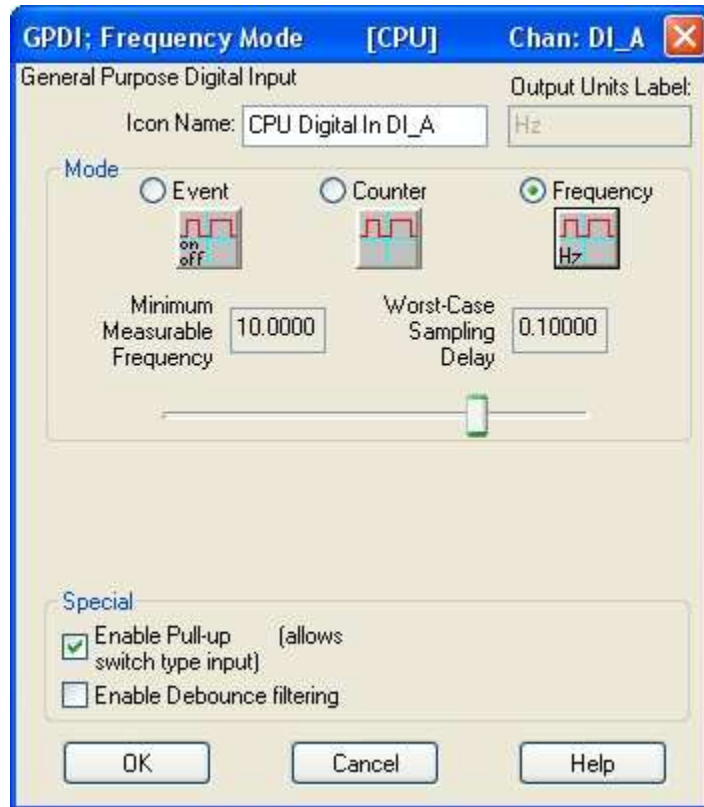 GPDI; Frequency Mode [CPU] Chan: DI_A
General Purpose Digital Input
Output Units Label:
Icon Name: CPU Digital In DI_A
Hz
Mode
Event
Counter
Frequency
on
off
Hz
Minimum
Measurable
Frequency
10.0000
Worst-Case
Sampling
Delay
0.10000
Special
Enable Pull-up (allows
switch type input)
Enable Debounce filtering
OK
Cancel
Help